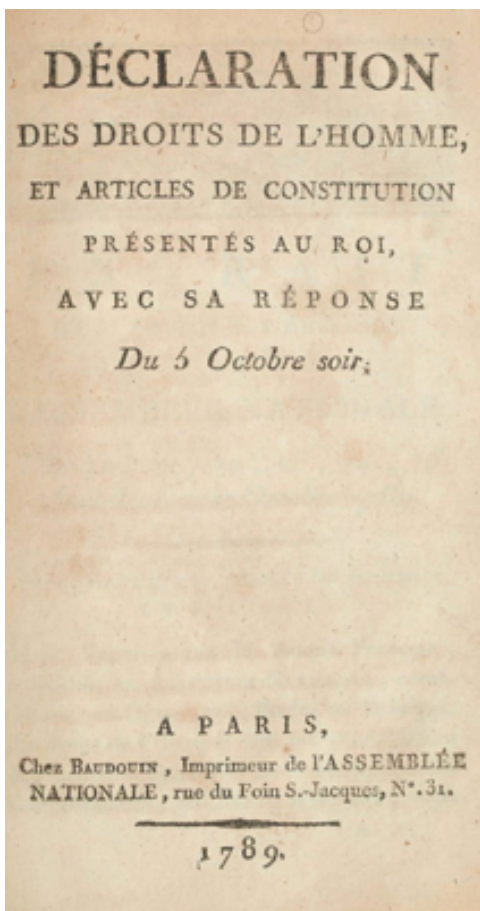 DÉCLARATION
DES DROITS DE L'HOMME,
ET ARTICLES DE CONSTITUTION
PRÉSENTÉS AU ROI,
AVEC SA RÉPONSE
Du 5 Octobre soir;
A PARIS,
Chez BAUDOUIN, Imprimeur de l'ASSEMBLÉE
NATIONALE, rue du Foin S.-Jacques, N°. 31.
1789.